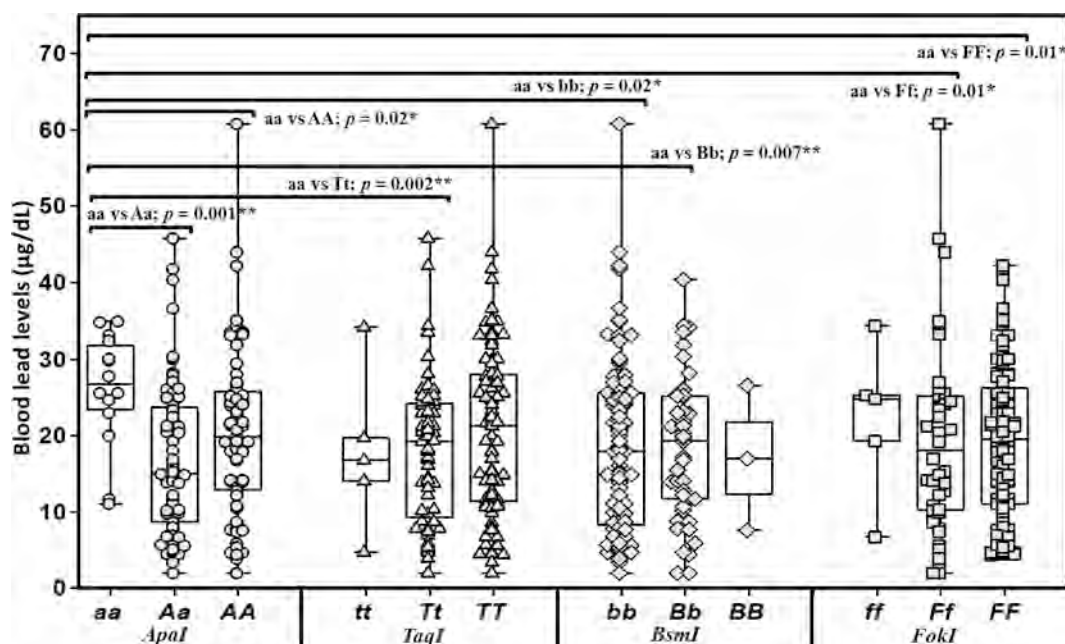 70
aa vs FF; p = 0.01*
aa vs bb; p = 0.02*
aa vs Ff; p = 0.01*
aa vs AA; p = 0.02*
60
aa vs Bb; p = 0.007**
aa vs Tt; p = 0.002**
50
aa vs Aa; p = 0.001**
40
30
20
10
0
Blood lead levels (µg/dL)
aa Aa AA tt Tt TT bb Bb BB ff Ff FF
ApaI TaqI BsmI FokI